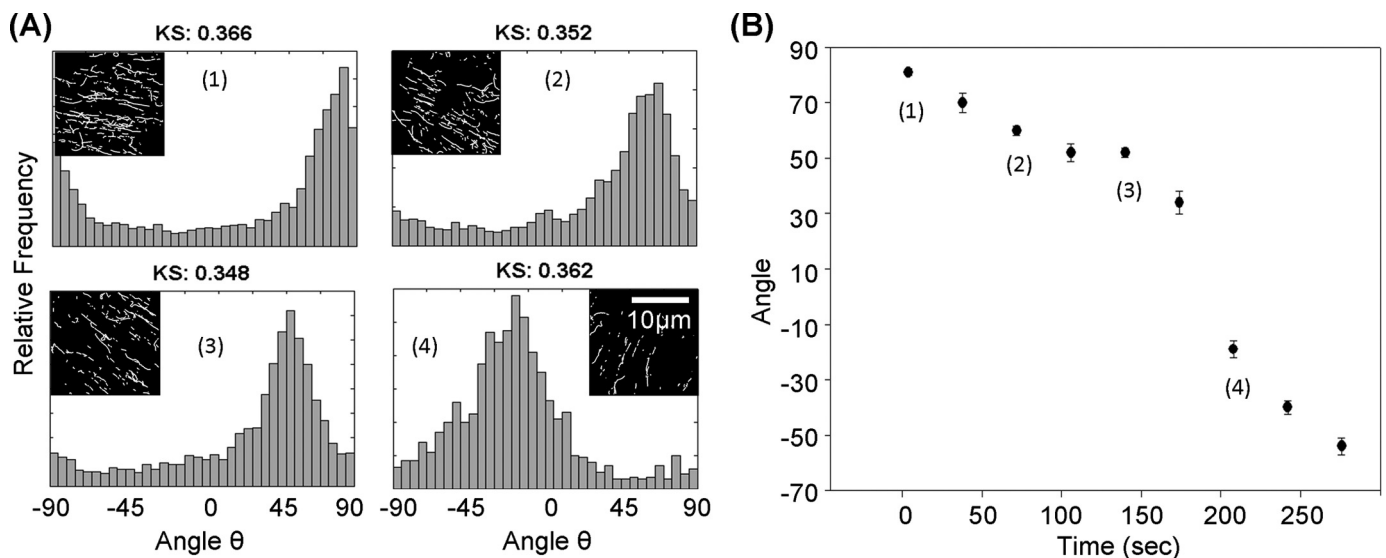 (A)
KS: 0.366
(1)
KS: 0.352
(2)
Relative Frequency
KS: 0.348
(3)
KS: 0.362
(4)
10µm
-90 -45 0 45 90
Angle θ
-90 -45 0 45 90
Angle θ
(B)
Angle
90
70
50
30
10
-10
-30
-50
-70
(1)
(2)
(3)
(4)
0 50 100 150 200 250
Time (sec)